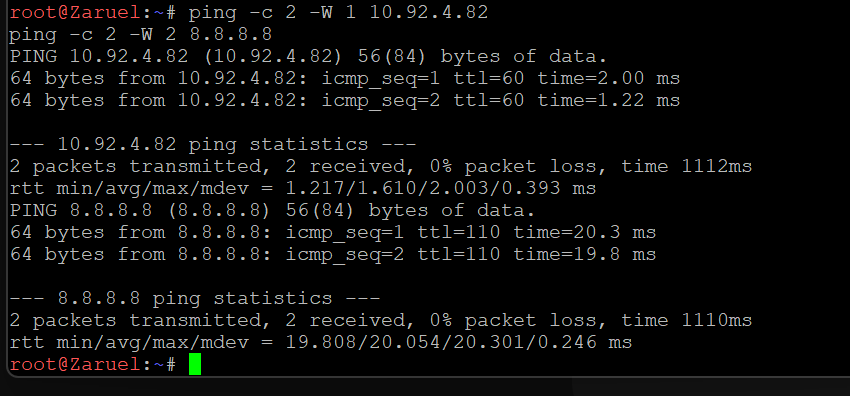 root@Zaruel:~# ping -c 2 -W 1 10.92.4.82
ping -c 2 -W 2 8.8.8.8
PING 10.92.4.82 (10.92.4.82) 56(84) bytes of data.
64 bytes from 10.92.4.82: icmp_seq=1 ttl=60 time=2.00 ms
64 bytes from 10.92.4.82: icmp_seq=2 ttl=60 time=1.22 ms

--- 10.92.4.82 ping statistics ---
2 packets transmitted, 2 received, 0% packet loss, time 1112ms
rtt min/avg/max/mdev = 1.217/1.610/2.003/0.393 ms
PING 8.8.8.8 (8.8.8.8) 56(84) bytes of data.
64 bytes from 8.8.8.8: icmp_seq=1 ttl=110 time=20.3 ms
64 bytes from 8.8.8.8: icmp_seq=2 ttl=110 time=19.8 ms

--- 8.8.8.8 ping statistics ---
2 packets transmitted, 2 received, 0% packet loss, time 1110ms
rtt min/avg/max/mdev = 19.808/20.054/20.301/0.246 ms
root@Zaruel:~#